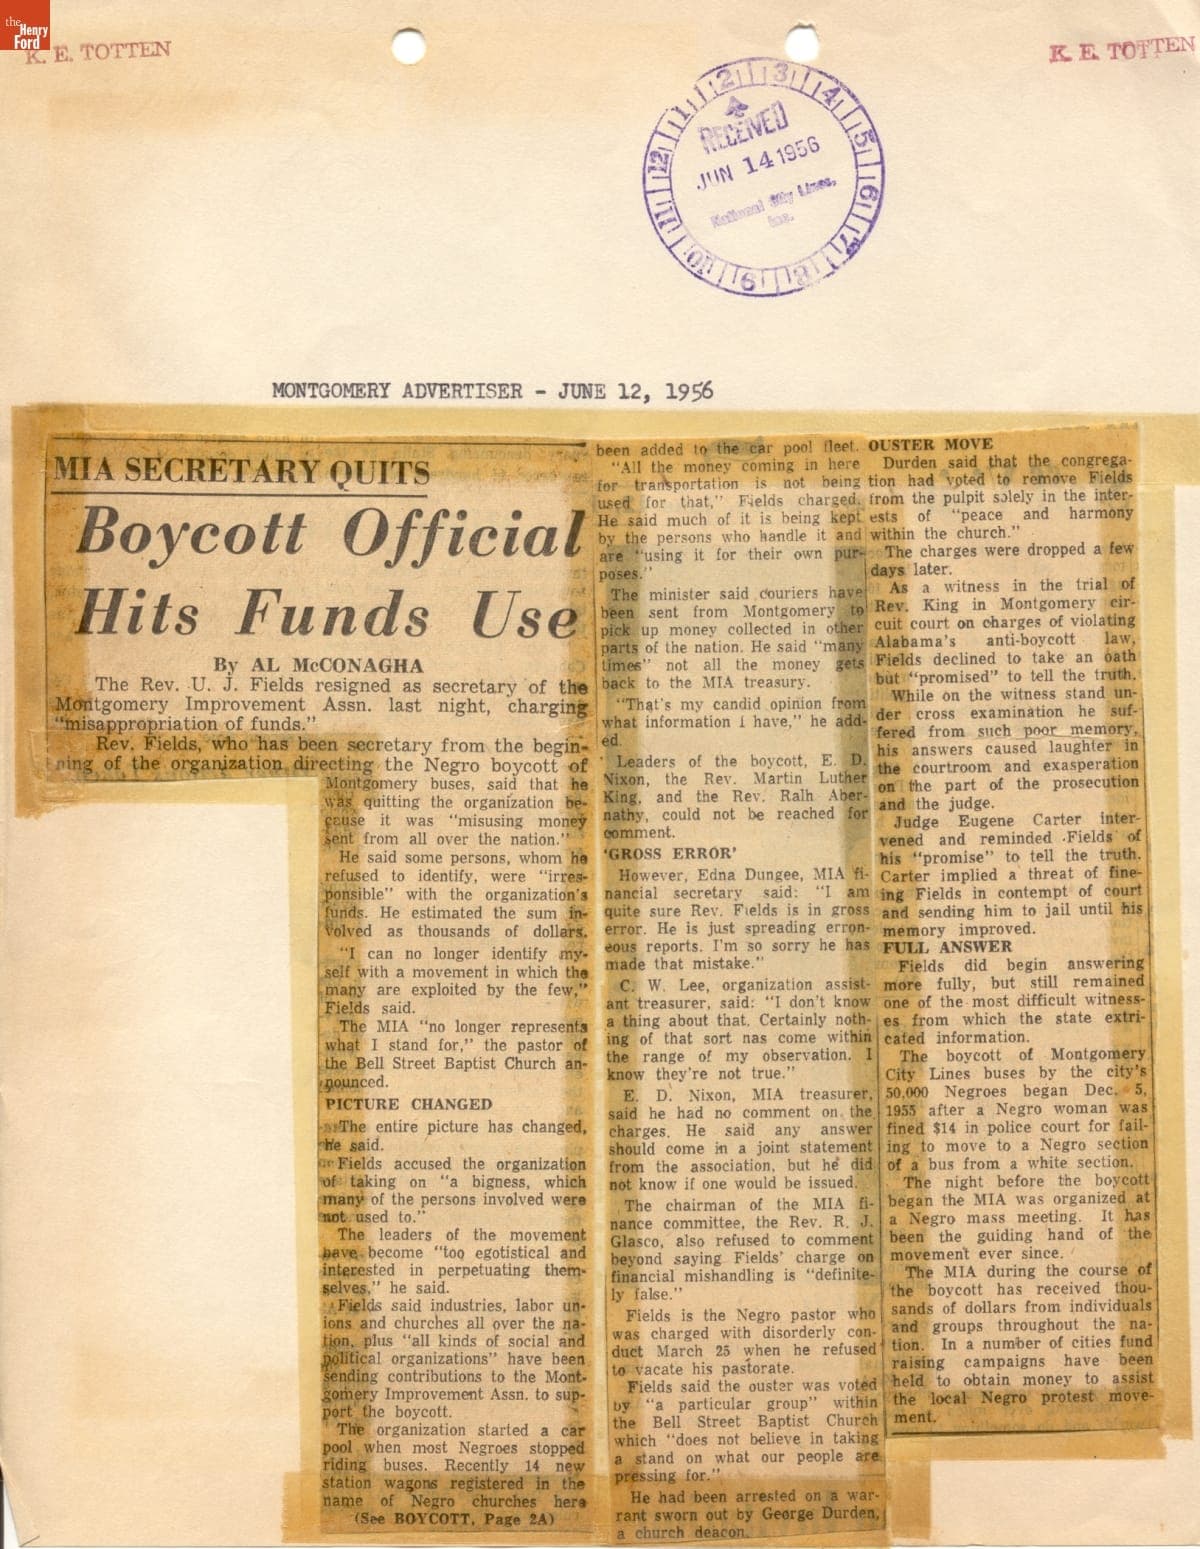 the
Henry
Ford
K. E. TOTTEN
K. E. TOTTEN
12 1 2 3 4 5 6 7 8 9 10 11
RECEIVED
JUN 14 1956
National City Lines,
Inc.
MONTGOMERY ADVERTISER - JUNE 12, 1956
MIA SECRETARY QUITS
Boycott Official
Hits Funds Use
By AL McCONAGHA
The Rev. U. J. Fields resigned as secretary of the
Montgomery Improvement Assn. last night, charging
"misappropriation of funds."
Rev. Fields, who has been secretary from the begin-
ning of the organization directing the Negro boycott of
Montgomery buses, said that he
was quitting the organization be-
cause it was "misusing money
sent from all over the nation."
He said some persons, whom he
refused to identify, were "irres-
ponsible" with the organization's
funds. He estimated the sum in-
volved as thousands of dollars.
"I can no longer identify my-
self with a movement in which the
many are exploited by the few,"
Fields said.
The MIA "no longer represents
what I stand for," the pastor of
the Bell Street Baptist Church an-
nounced.
PICTURE CHANGED
The entire picture has changed,
he said.
Fields accused the organization
of taking on "a bigness, which
many of the persons involved were
not used to."
The leaders of the movement
have become "too egotistical and
interested in perpetuating them-
selves," he said.
Fields said industries, labor un-
ions and churches all over the na-
tion, plus "all kinds of social and
political organizations" have been
sending contributions to the Mont-
gomery Improvement Assn. to sup-
port the boycott.
The organization started a car
pool when most Negroes stopped
riding buses. Recently 14 new
station wagons registered in the
name of Negro churches here
(See BOYCOTT, Page 2A)
been added to the car pool fleet.
"All the money coming in here
for transportation is not being
used for that," Fields charged.
He said much of it is being kept
by the persons who handle it and
are "using it for their own pur-
poses."
The minister said couriers have
been sent from Montgomery to
pick up money collected in other
parts of the nation. He said "many
times" not all the money gets
back to the MIA treasury.
"That's my candid opinion from
what information I have," he add-
ed.
Leaders of the boycott, E. D.
Nixon, the Rev. Martin Luther
King, and the Rev. Ralh Aber-
nathy, could not be reached for
comment.
'GROSS ERROR'
However, Edna Dungee, MIA fi-
nancial secretary said: "I am
quite sure Rev. Fields is in gross
error. He is just spreading erron-
eous reports. I'm so sorry he has
made that mistake."
C. W. Lee, organization assist-
ant treasurer, said: "I don't know
a thing about that. Certainly noth-
ing of that sort nas come within
the range of my observation. I
know they're not true."
E. D. Nixon, MIA treasurer,
said he had no comment on the
charges. He said any answer
should come in a joint statement
from the association, but he did
not know if one would be issued.
The chairman of the MIA fi-
nance committee, the Rev. R. J.
Glasco, also refused to comment
beyond saying Fields' charge on
financial mishandling is "definite-
ly false."
Fields is the Negro pastor who
was charged with disorderly con-
duct March 25 when he refused
to vacate his pastorate.
Fields said the ouster was voted
by "a particular group" within
the Bell Street Baptist Church
which "does not believe in taking
a stand on what our people are
pressing for."
He had been arrested on a war-
rant sworn out by George Durden,
a church deacon.
OUSTER MOVE
Durden said that the congrega-
tion had voted to remove Fields
from the pulpit solely in the inter-
ests of "peace and harmony
within the church."
The charges were dropped a few
days later.
As a witness in the trial of
Rev. King in Montgomery cir-
cuit court on charges of violating
Alabama's anti-boycott law,
Fields declined to take an oath
but "promised" to tell the truth.
While on the witness stand un-
der cross examination he suf-
fered from such poor memory,
his answers caused laughter in
the courtroom and exasperation
on the part of the prosecution
and the judge.
Judge Eugene Carter inter-
vened and reminded Fields of
his "promise" to tell the truth.
Carter implied a threat of fine-
ing Fields in contempt of court
and sending him to jail until his
memory improved.
FULL ANSWER
Fields did begin answering
more fully, but still remained
one of the most difficult witness-
es from which the state extri-
cated information.
The boycott of Montgomery
City Lines buses by the city's
50,000 Negroes began Dec. 5,
1955 after a Negro woman was
fined $14 in police court for fail-
ing to move to a Negro section
of a bus from a white section.
The night before the boycott
began the MIA was organized at
a Negro mass meeting. It has
been the guiding hand of the
movement ever since.
The MIA during the course of
the boycott has received thou-
sands of dollars from individuals
and groups throughout the na-
tion. In a number of cities fund
raising campaigns have been
held to obtain money to assist
the local Negro protest move-
ment.